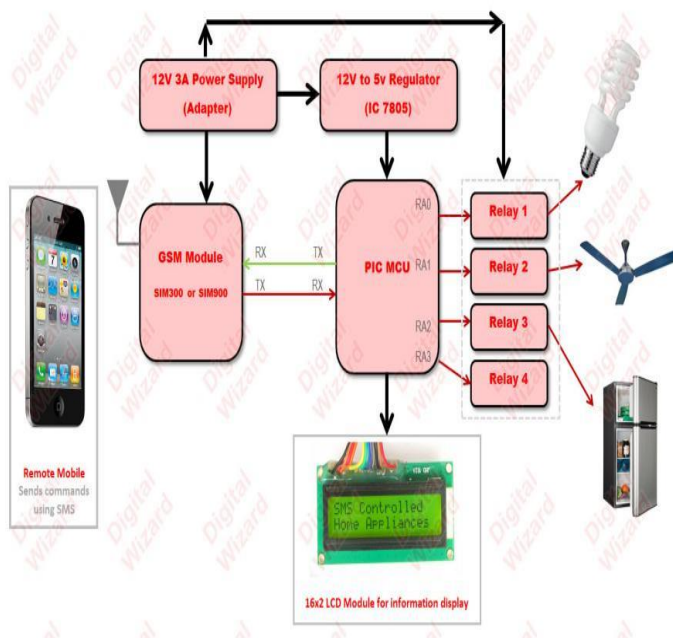 12V 3A Power Supply
(Adapter)
12V to 5v Regulator
(IC 7805)
GSM Module
SIM300 or SIM900
RX
TX
TX
RX
PIC MCU
RA0
RA1
RA2
RA3
Relay 1
Relay 2
Relay 3
Relay 4
Remote Mobile
Sends commands
using SMS
SMS Controlled
Home Appliances
16x2 LCD Module for information display
Digital
Wizard